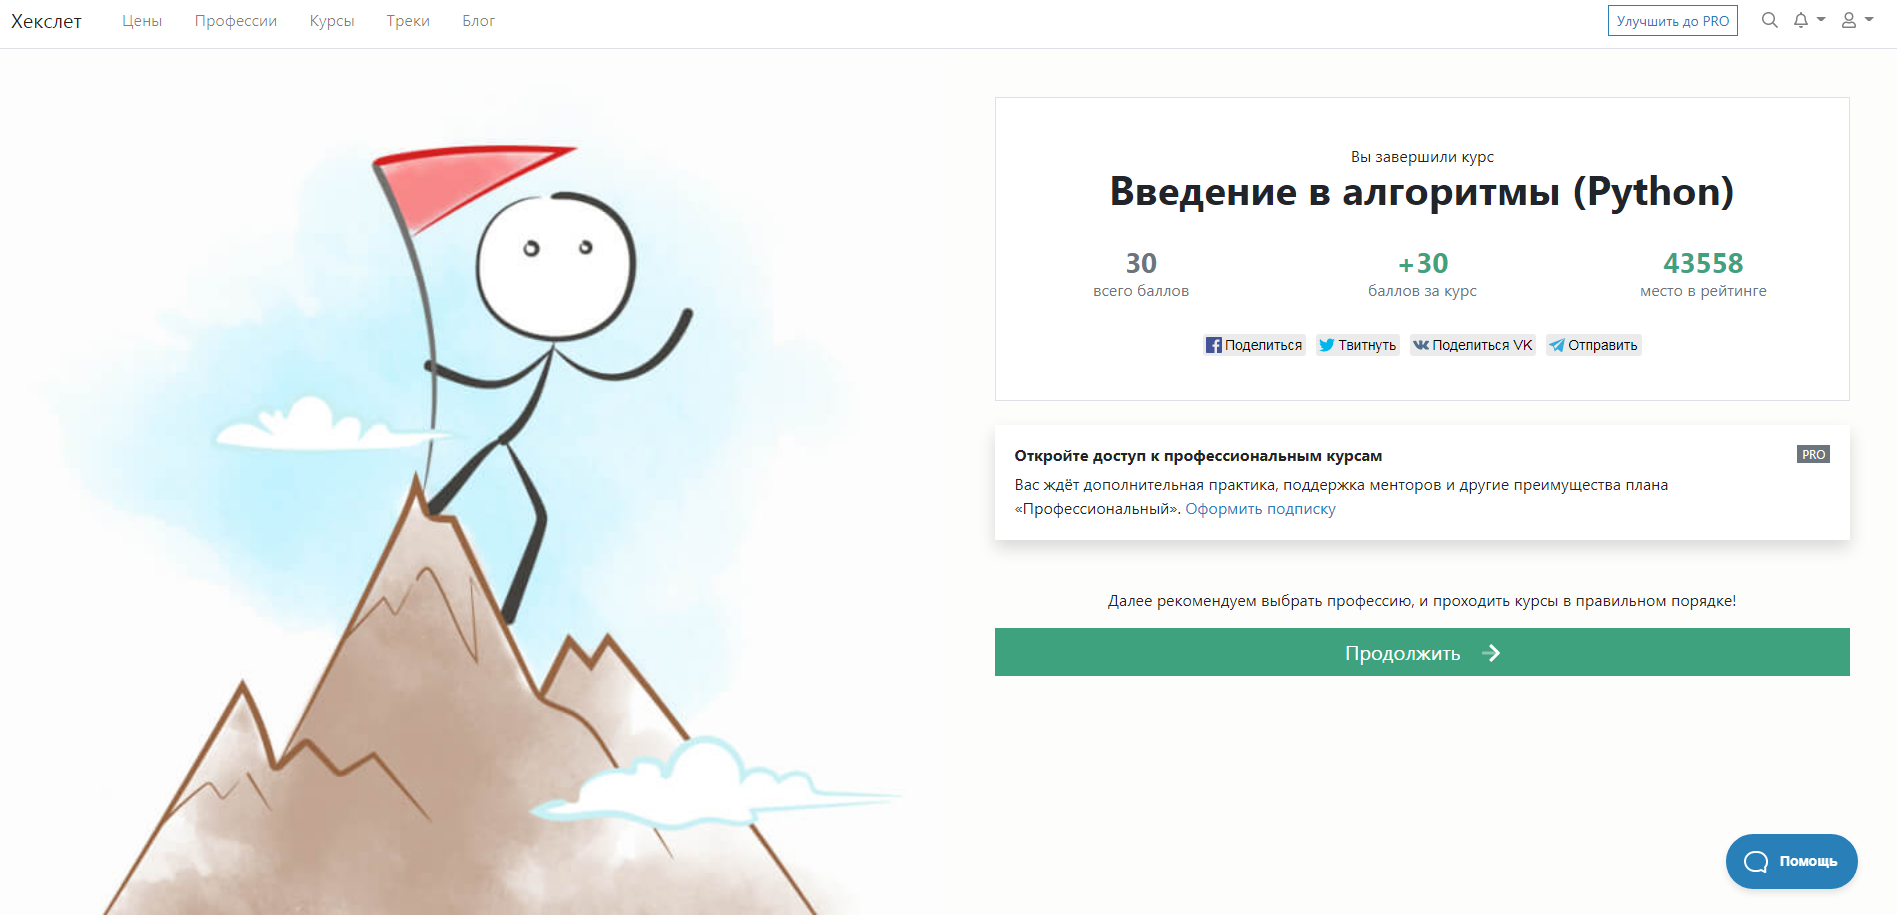 Хекслет
Цены
Профессии
Курсы
Треки
Блог
Улучшить до PRO
Вы завершили курс
Введение в алгоритмы (Python)
30
всего баллов
+30
баллов за курс
43558
место в рейтинге
Поделиться
Твитнуть
Поделиться VK
Отправить
Откройте доступ к профессиональным курсам
PRO
Вас ждёт дополнительная практика, поддержка менторов и другие преимущества плана
«Профессиональный». Оформить подписку
Далее рекомендуем выбрать профессию, и проходить курсы в правильном порядке!
Продолжить
Помощь